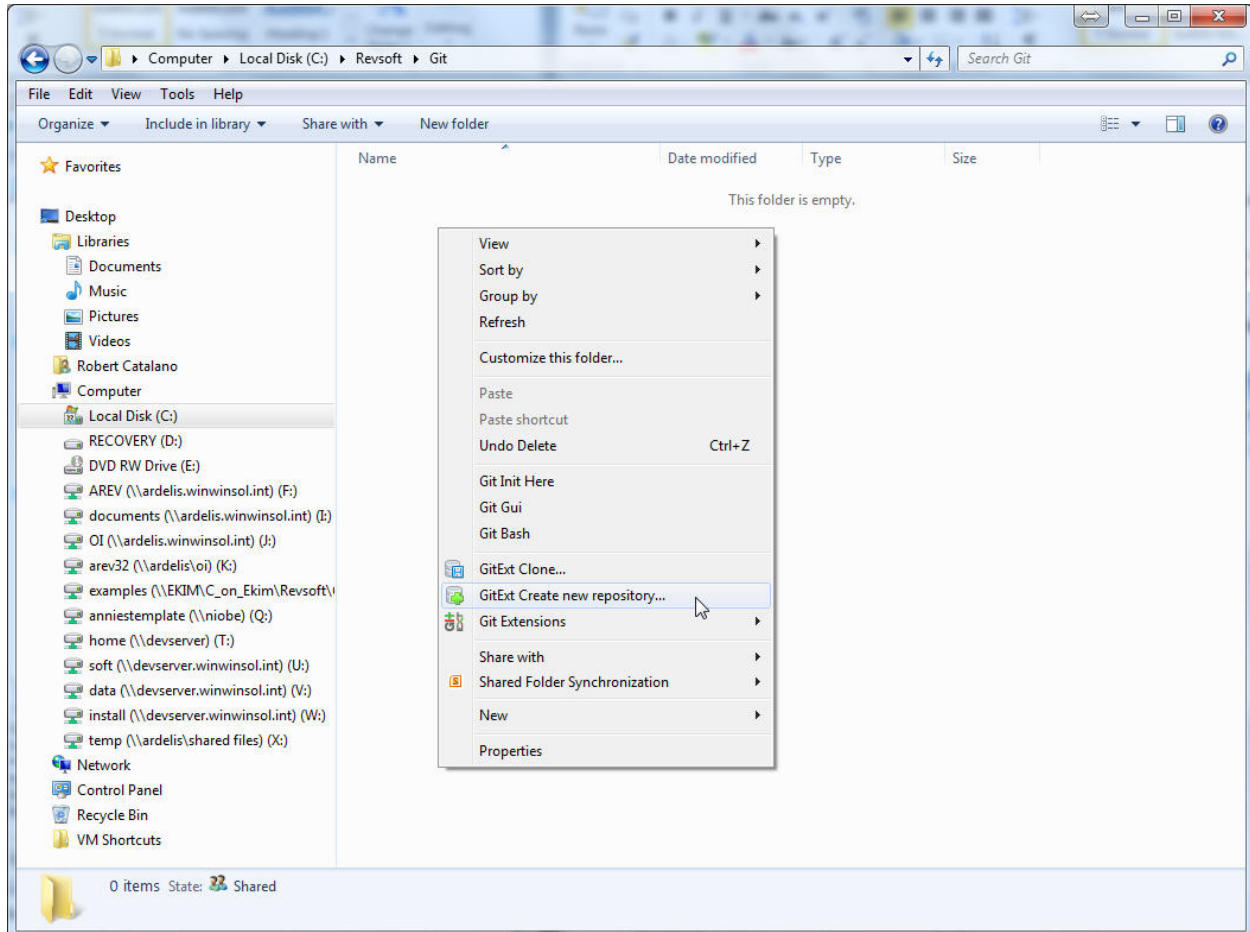 Computer ▸ Local Disk (C:) ▸ Revsoft ▸ Git
Search Git
File Edit View Tools Help
Organize Include in library Share with New folder
Name Date modified Type Size
This folder is empty.
Favorites
Desktop
Libraries
Documents
Music
Pictures
Videos
Robert Catalano
Computer
Local Disk (C:)
RECOVERY (D:)
DVD RW Drive (E:)
AREV (\\ardelis.winwinsol.int) (F:)
documents (\\ardelis.winwinsol.int) (I:)
OI (\\ardelis.winwinsol.int) (J:)
arev32 (\\ardelis\oi) (K:)
examples (\\EKIM\C_on_Ekim\Revsoft\
anniestemplate (\\niobe) (Q:)
home (\\devserver) (T:)
soft (\\devserver.winwinsol.int) (U:)
data (\\devserver.winwinsol.int) (V:)
install (\\devserver.winwinsol.int) (W:)
temp (\\ardelis\shared files) (X:)
Network
Control Panel
Recycle Bin
VM Shortcuts
View
Sort by
Group by
Refresh
Customize this folder...
Paste
Paste shortcut
Undo Delete Ctrl+Z
Git Init Here
Git Gui
Git Bash
GitExt Clone...
GitExt Create new repository...
Git Extensions
Share with
Shared Folder Synchronization
New
Properties
0 items State: Shared